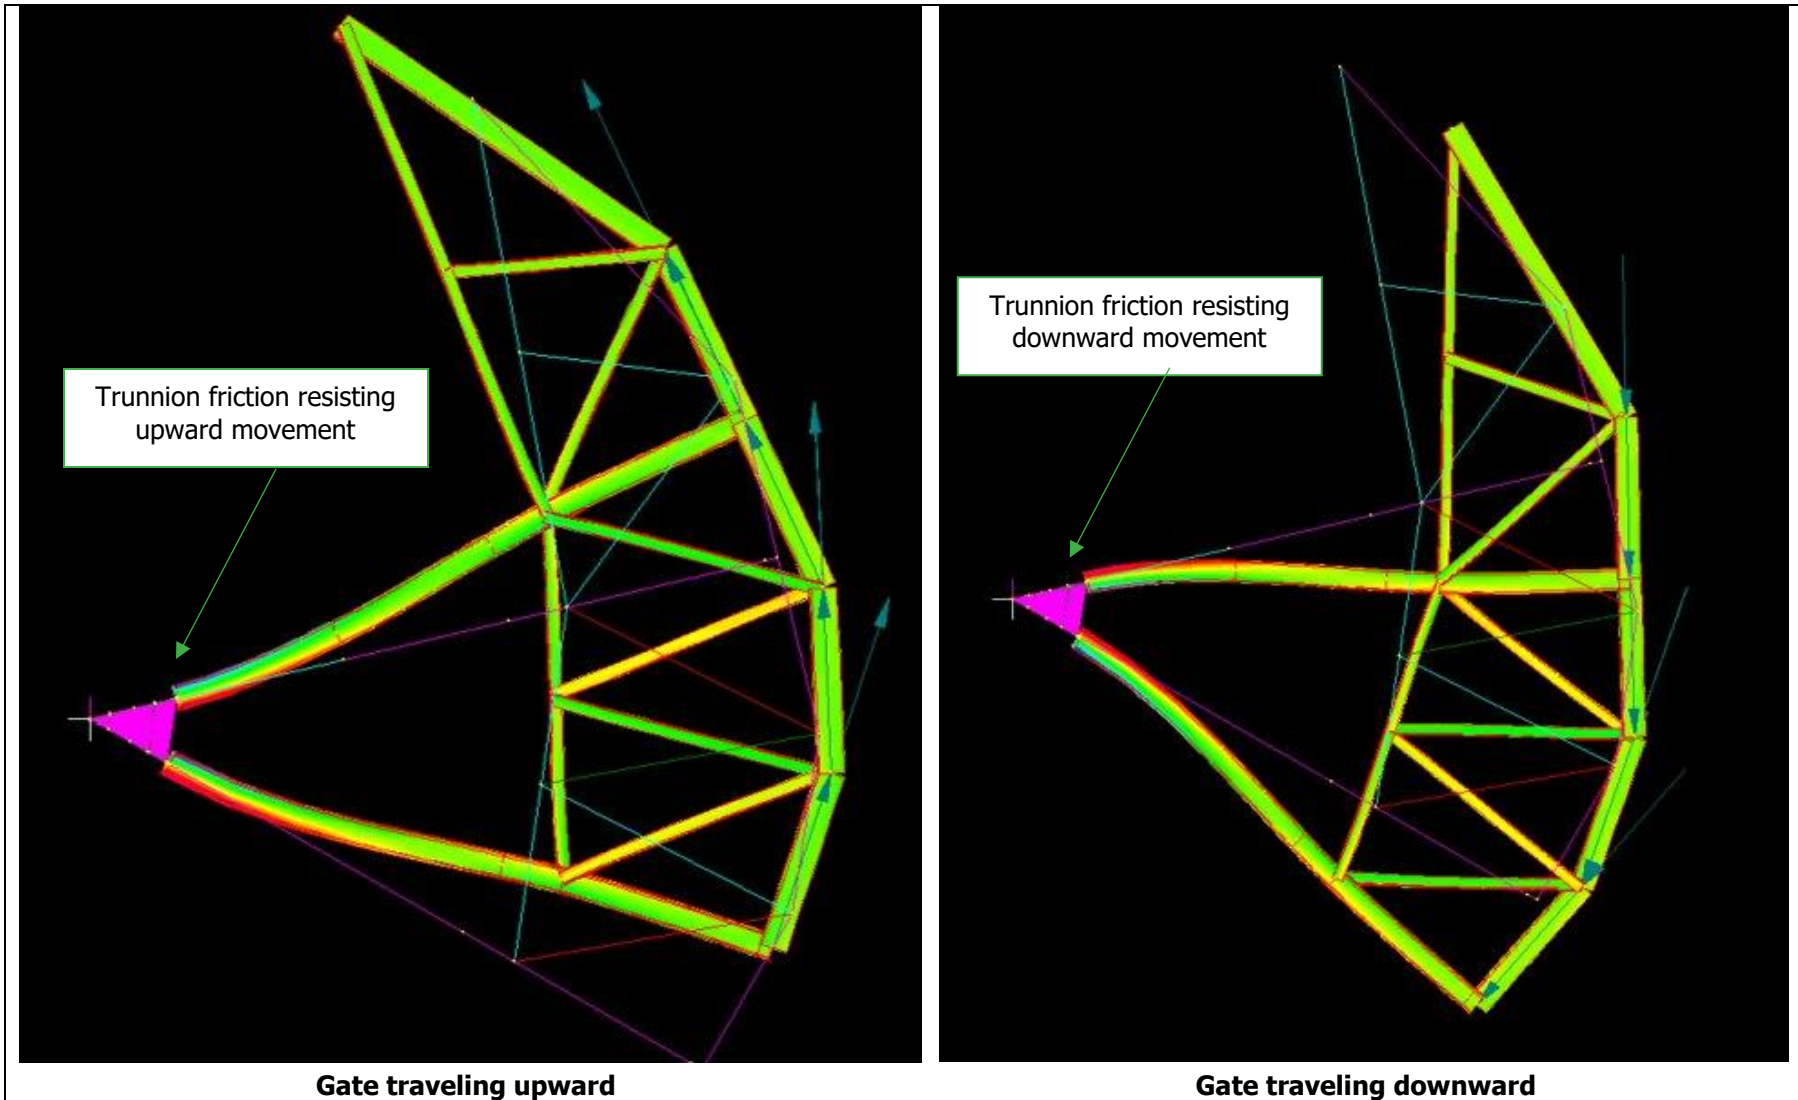 Trunnion friction resisting
upward movement
Trunnion friction resisting
downward movement
Gate traveling upward
Gate traveling downward